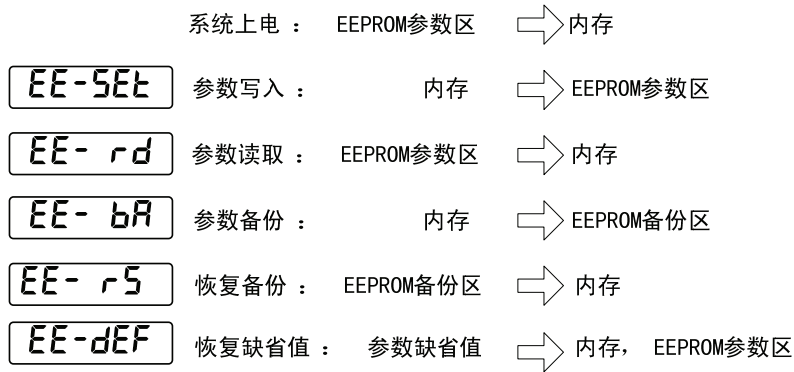 系统上电： EEPROM参数区 内存
EE-SEt 参数写入： 内存 EEPROM参数区
EE- rd 参数读取： EEPROM参数区 内存
EE- bA 参数备份： 内存 EEPROM备份区
EE- rS 恢复备份： EEPROM备份区 内存
EE-dEF 恢复缺省值： 参数缺省值 内存， EEPROM参数区